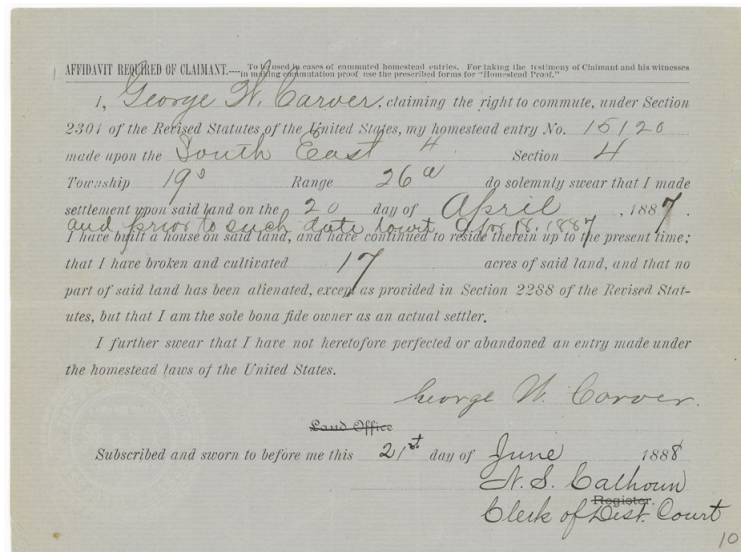 AFFIDAVIT REQUIRED OF CLAIMANT.—To be used in cases of commuted homestead entries. For taking the testimony of Claimant and his witnesses in making commutation proof use the prescribed forms for "Homestead Proof."
I, George W. Carver, claiming the right to commute, under Section
2301 of the Revised Statutes of the United States, my homestead entry No. 15120
made upon the South East 4 Section 4
Township 19 s Range 26 w do solemnly swear that I made
settlement upon said land on the 20 day of April, 1887.
and prior to such date
I have built a house on said land, and have continued to reside therein up to the present time;
that I have broken and cultivated 17 acres of said land, and that no
part of said land has been alienated, except as provided in Section 2288 of the Revised Stat-
utes, but that I am the sole bona fide owner as an actual settler.
I further swear that I have not heretofore perfected or abandoned an entry made under
the homestead laws of the United States.
George W. Carver.
Land Office
Subscribed and sworn to before me this 21st day of June 1888
N. S. Calhoun
Register.
Clerk of Dist. Court
10